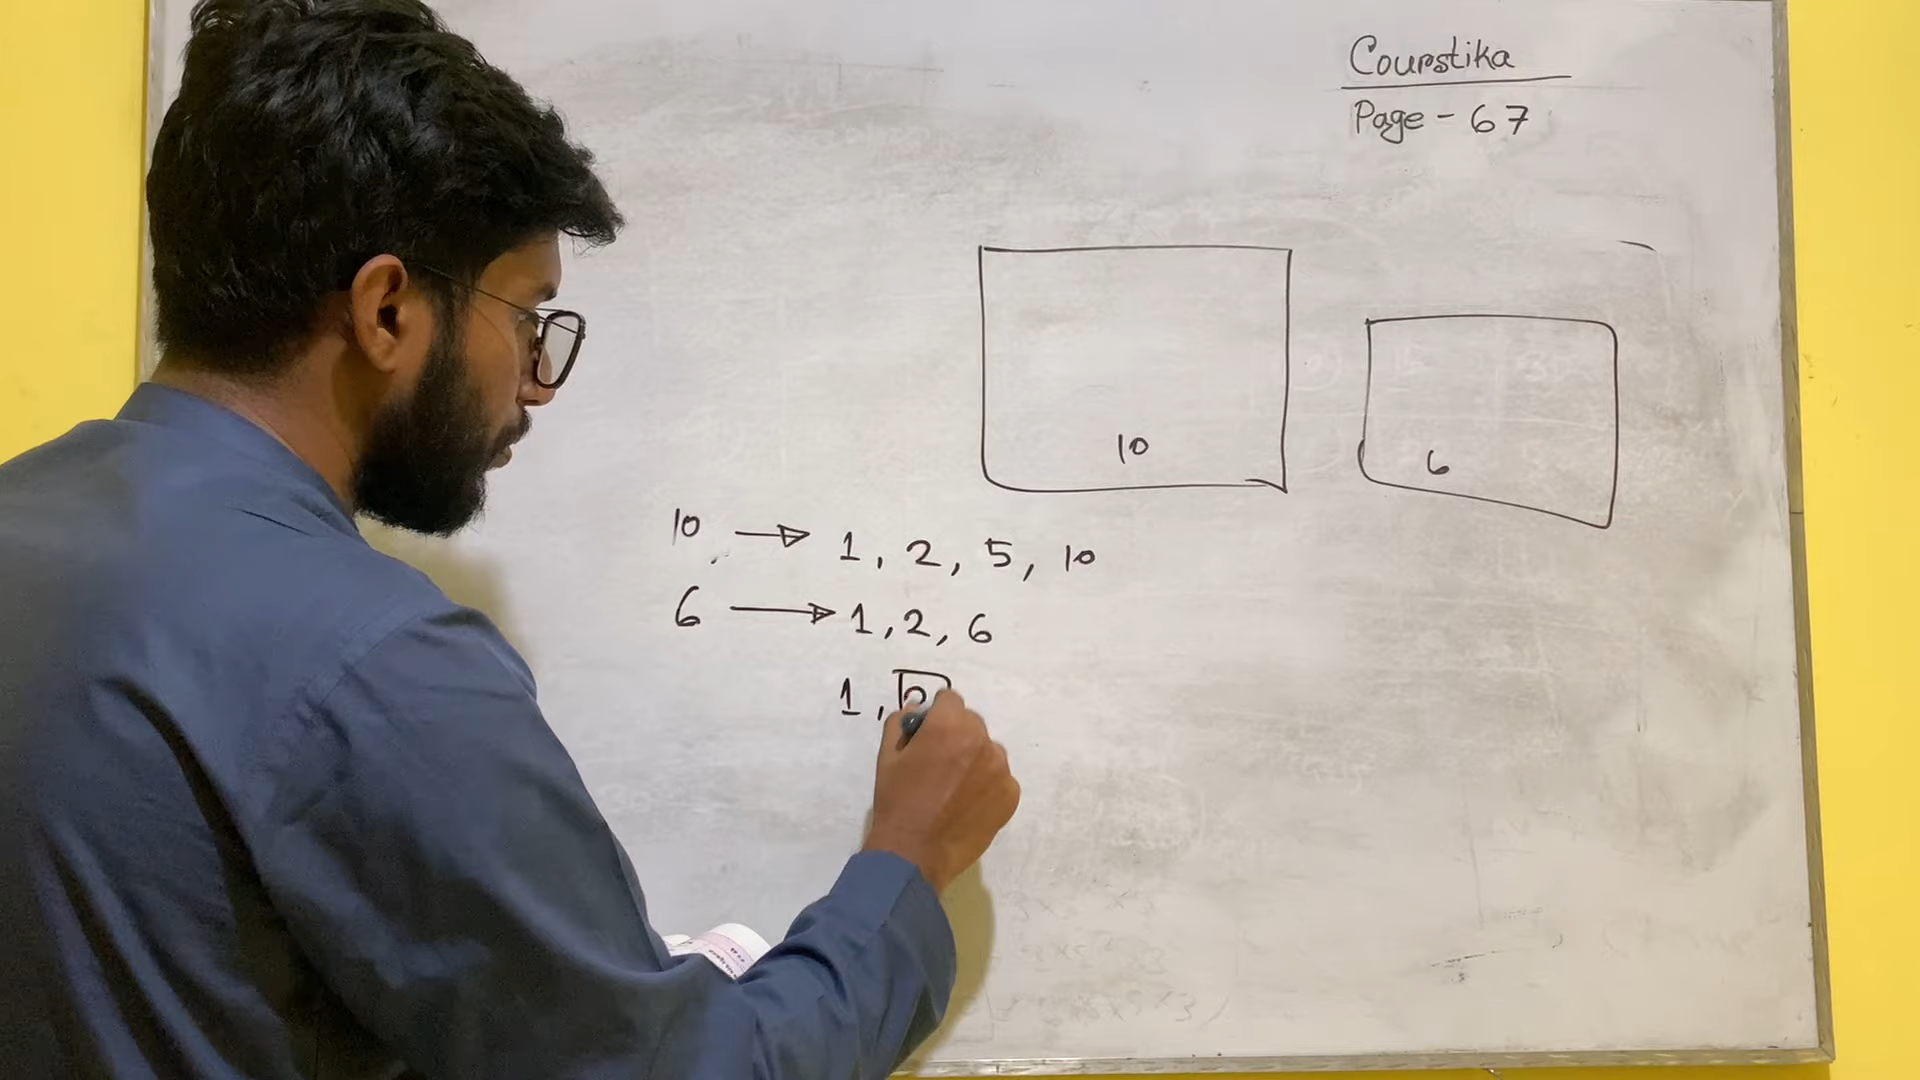 Courstika
Page - 67
10
6
10 → 1, 2, 5, 10
6 → 1, 2, 6
1, 2